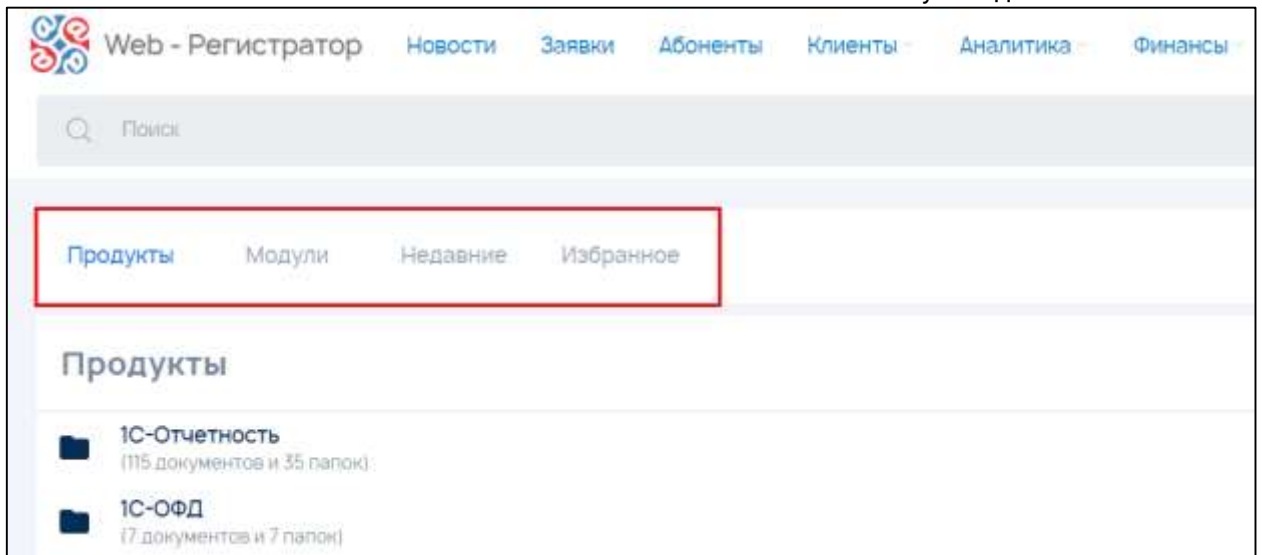 Web - Регистратор Новости Заявки Абоненты Клиенты Аналитика Финансы
Поиск
Продукты Модули Недавние Избранное
Продукты
1С-Отчетность
(115 документов и 35 папок)
1С-ОФД
(7 документов и 7 папок)